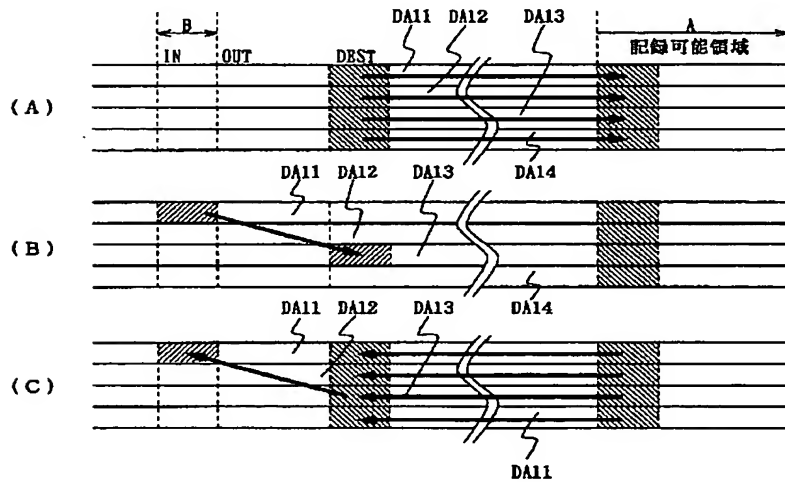 DA11 DA12 DA13
B A
IN OUT DEST 記録可能領域
(A)
DA11 DA12 DA13 DA14
(B)
DA14
DA11 DA12 DA13
(C)
DA11